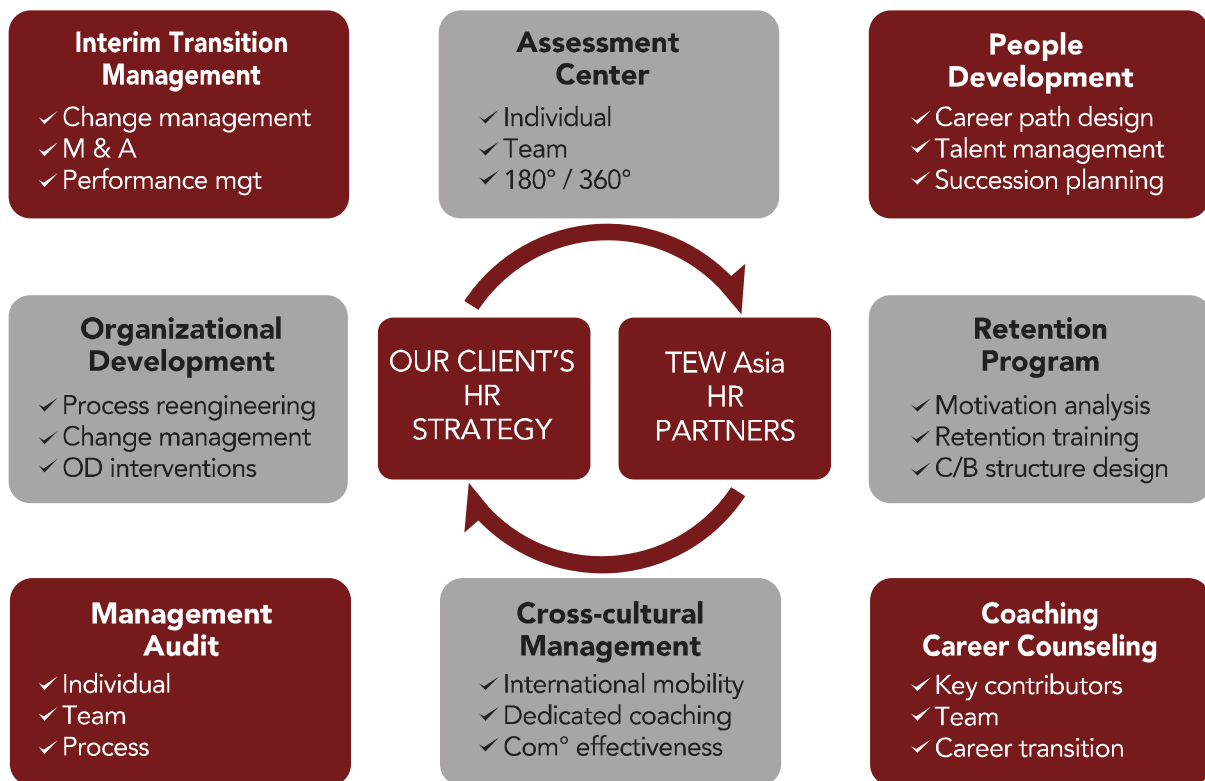 Interim Transition
Management
✓ Change management
✓ M & A
✓ Performance mgt
Assessment
Center
✓ Individual
✓ Team
✓ 180° / 360°
People
Development
✓ Career path design
✓ Talent management
✓ Succession planning
Organizational
Development
✓ Process reengineering
✓ Change management
✓ OD interventions
OUR CLIENT’S
HR
STRATEGY
TEW Asia
HR
PARTNERS
Retention
Program
✓ Motivation analysis
✓ Retention training
✓ C/B structure design
Management
Audit
✓ Individual
✓ Team
✓ Process
Cross-cultural
Management
✓ International mobility
✓ Dedicated coaching
✓ Com° effectiveness
Coaching
Career Counseling
✓ Key contributors
✓ Team
✓ Career transition